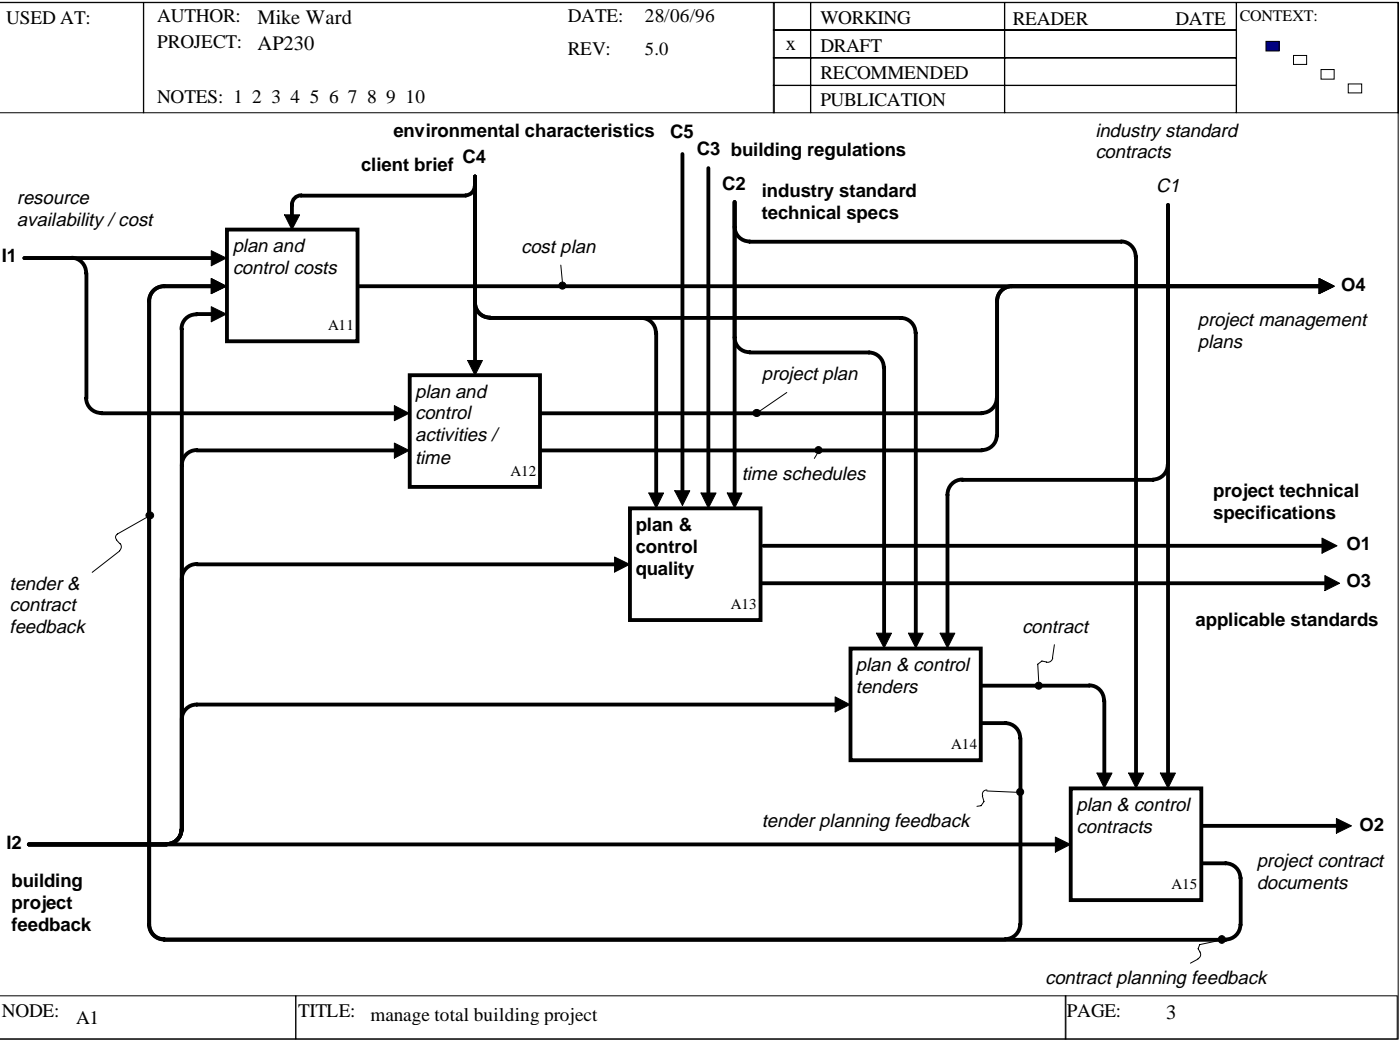 USED AT:
AUTHOR: Mike Ward
DATE: 28/06/96
PROJECT: AP230
REV: 5.0
NOTES: 1 2 3 4 5 6 7 8 9 10
WORKING
x DRAFT
RECOMMENDED
PUBLICATION
READER DATE
CONTEXT:
environmental characteristics C5
client brief C4
C3 building regulations
C2 industry standard
technical specs
industry standard
contracts
C1
resource
availability / cost
I1
plan and
control costs
A11
cost plan
O4
project management
plans
plan and
control
activities /
time
A12
project plan
time schedules
project technical
specifications
plan &
control
quality
A13
O1
O3
applicable standards
tender &
contract
feedback
plan & control
tenders
A14
contract
tender planning feedback
plan & control
contracts
A15
O2
project contract
documents
I2
building
project
feedback
contract planning feedback
NODE: A1
TITLE: manage total building project
PAGE: 3